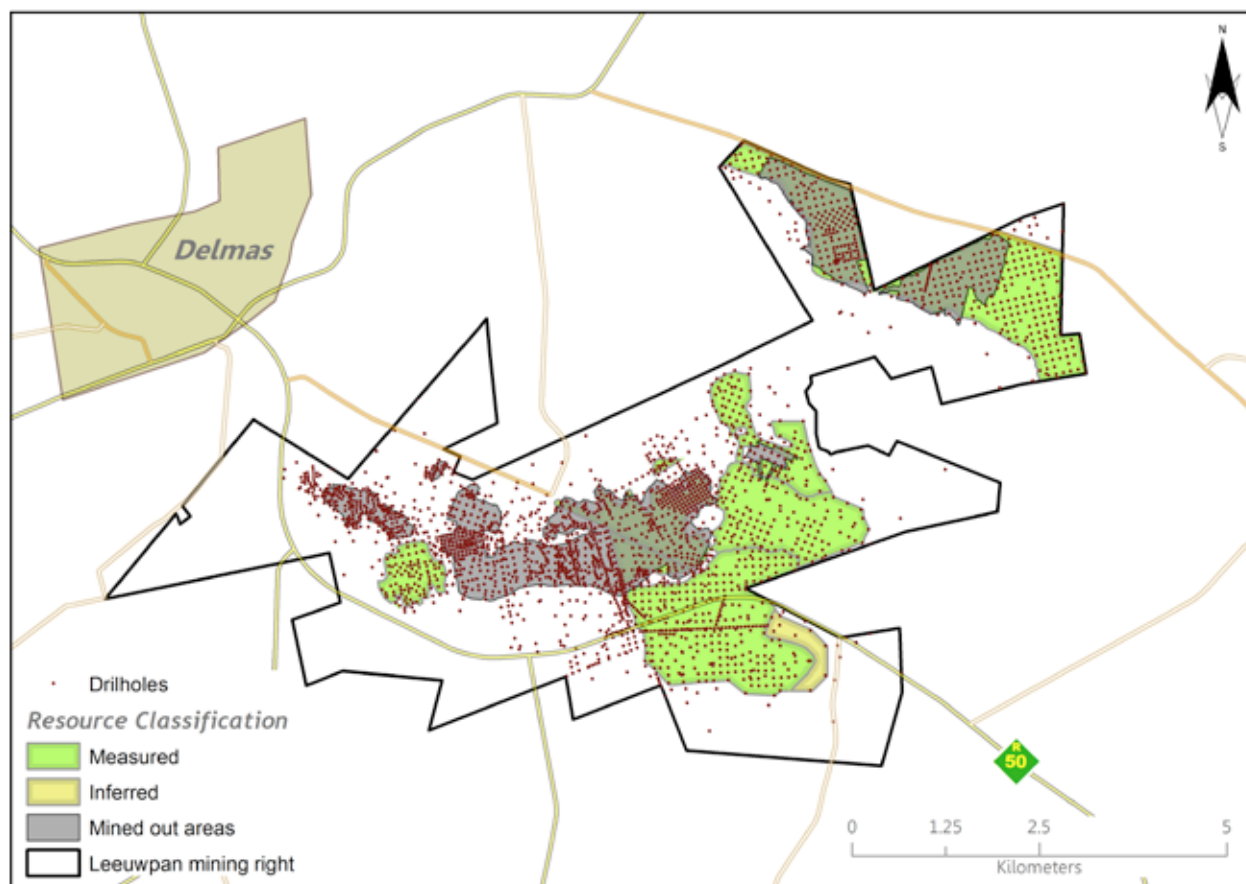 N
S
Delmas
Drilholes
Resource Classification
Measured
Inferred
Mined out areas
Leeuwpan mining right
R
50
0 1.25 2.5 5
Kilometers